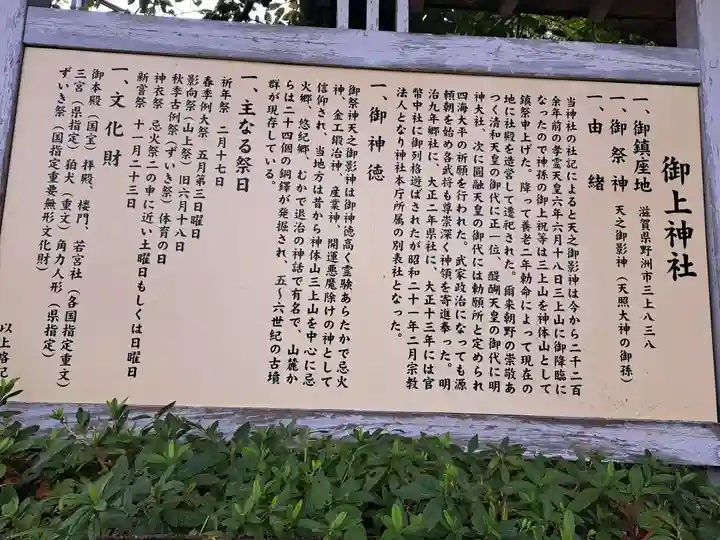 御上神社
一、御鎮座地　滋賀県野洲市三上八三八
一、御祭神　天之御影神（天照大神の御孫）
一、由緒
当神社の社記によると天之御影神は今から二十二百
余年前の孝霊天皇六年六月十八日三上山に御降臨に
なったので神孫の御上祝等は三上山を神体山として
鎮祭申上げた。降って養老二年勅命によって現在の
地に社殿を造営して遷祀された。爾来朝野の崇敬あ
つく清和天皇の御代に正一位、醍醐天皇の御代に明
神大社、次に圓融天皇の御代には勅願所と定められ
四海大平の祈願を行われた。武家政治になっても源
頼朝を始め各武将も尊崇深く神領を寄進奉った。明
治九年郷社に、大正二年県社に、大正十三年には官
幣中社に御列格遊ばされたが昭和二十一年二月宗教
法人となり神社本庁所属の別表社となった。
一、御神徳
御祭神天之御影神は御神徳高く霊験あらたかで忌火
神、金工鍛冶神、産業神、開運悪魔除けの神として
信仰され、当地方は昔から神体山三上山を中心に忌
火郷、悠紀郷、むかで退治の神話で有名で、山麓か
らは二十四個の銅鐸が発掘され、五〜六世紀の古墳
群が現存している。
一、主なる祭日
祈年祭　二月十七日
春季例大祭　五月第三日曜日
影向祭（山上祭）旧六月十八日
秋季古例祭（ずいき祭）体育の日
神衣祭　忌火祭二の申に近い土曜日もしくは日曜日
新嘗祭　十一月二十三日
一、文化財
御本殿（国宝）拝殿、楼門、若宮社（各国指定重文）
三宮（県指定）狛犬（重文）角力人形（県指定）
ずいき祭（国指定重要無形文化財）
以上略記